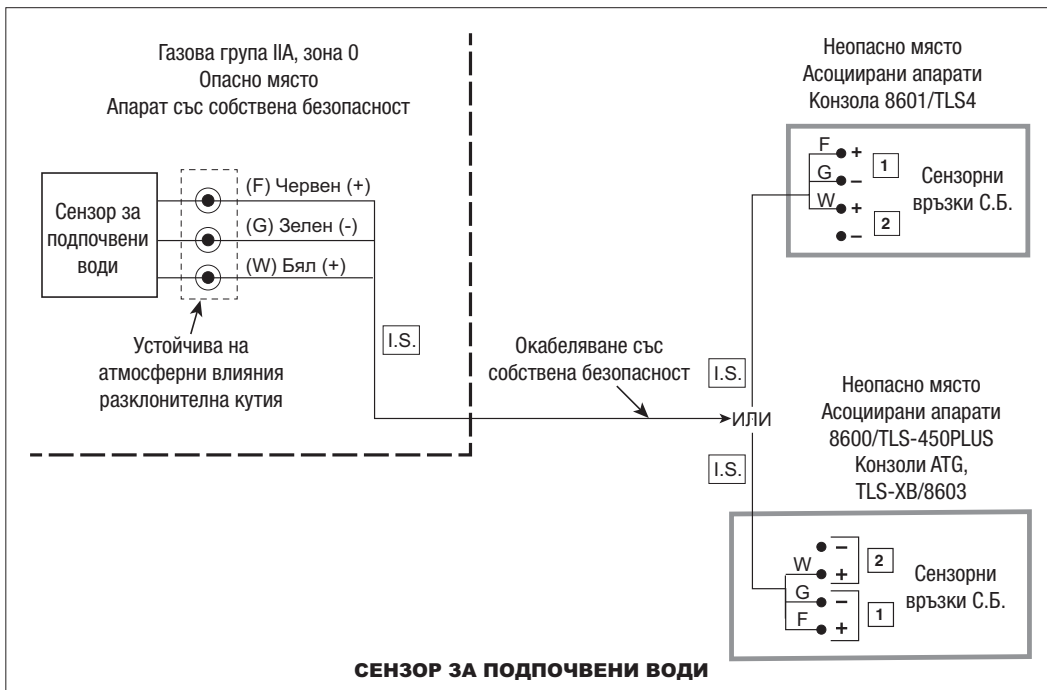 Газова група IIA, зона 0
Опасно място
Апарат със собствена безопасност
Сензор за
подпочвени
води
(F) Червен (+)
(G) Зелен (-)
(W) Бял (+)
Устойчива на
атмосферни влияния
разклонителна кутия
I.S.
Окабеляване със
собствена безопасност
I.S.
ИЛИ
I.S.
Неопасно място
Асоциирани апарати
Конзола 8601/TLS4
F + 1
G –
W + 2
–
Сензорни
връзки С.Б.
Неопасно място
Асоциирани апарати
8600/TLS-450PLUS
Конзоли ATG,
TLS-XB/8603
– 2
W +
G – 1
F +
Сензорни
връзки С.Б.
СЕНЗОР ЗА ПОДПОЧВЕНИ ВОДИ